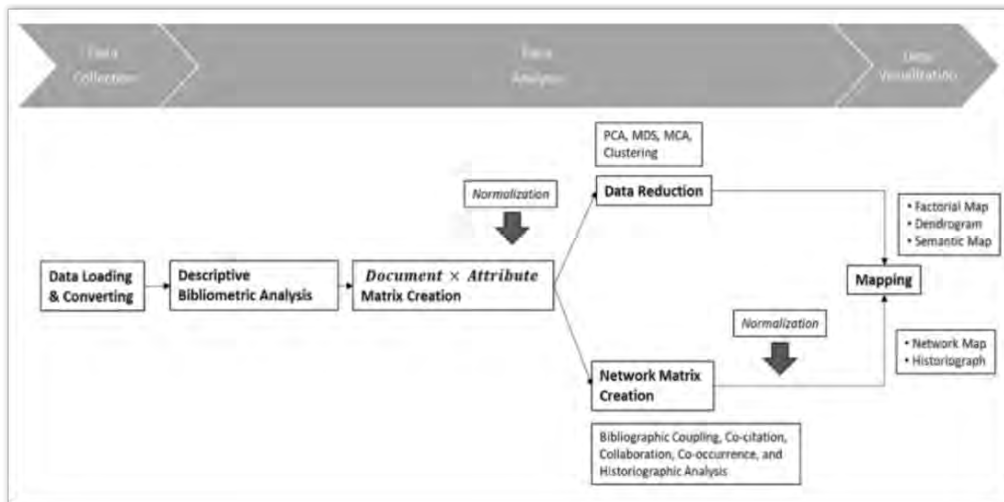 Data
Collection
Data
Analysis
Data
Visualization
PCA, MDS, MCA,
Clustering
Normalization
Data Reduction
• Factorial Map
• Dendrogram
• Semantic Map
Data Loading
& Converting
Descriptive
Bibliometric Analysis
Document × Attribute
Matrix Creation
Mapping
Normalization
• Network Map
• Historiograph
Network Matrix
Creation
Bibliographic Coupling, Co-citation,
Collaboration, Co-occurrence, and
Historiographic Analysis